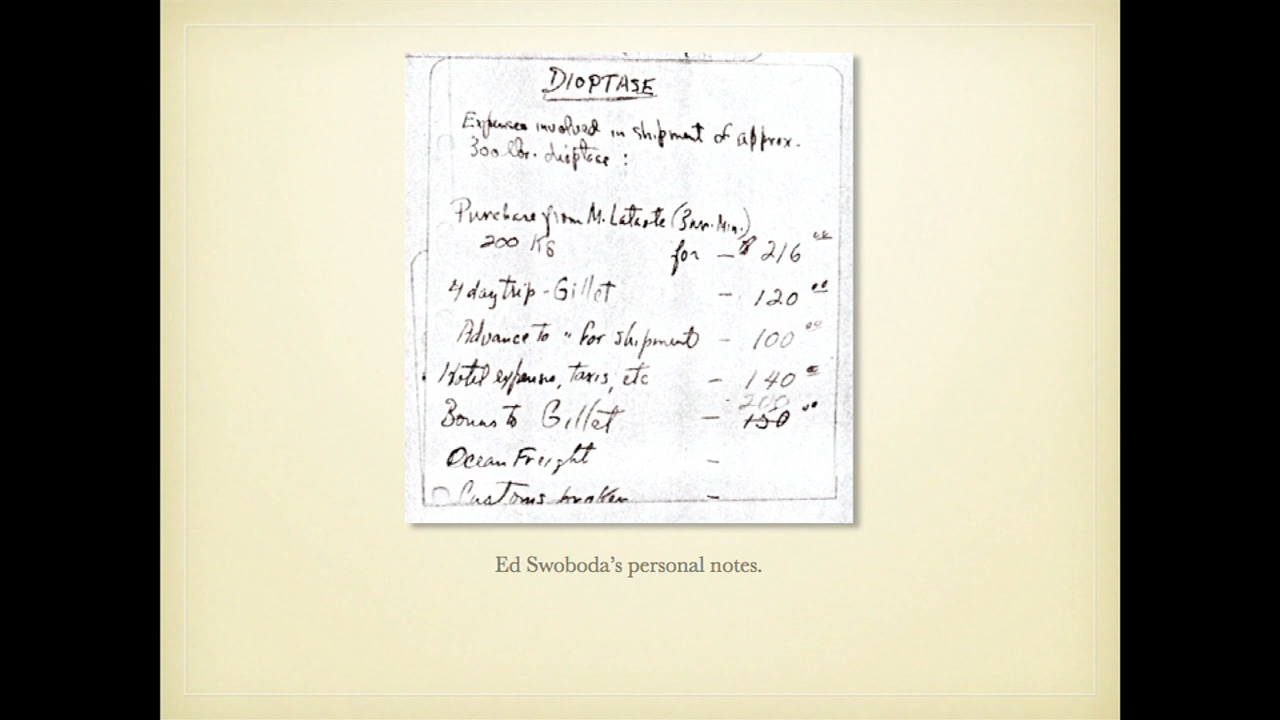 DIOPTASE
Expenses involved in shipment of approx.
300 lbs. dioptase :
Purchase from M. Latacte (Bur. Min.)
200 Kg for — $ 216 00
4 day trip - Gillet — 120 00
Advance to " for shipment — 100 00
Hotel expense, taxis, etc — 140 00
200
Bonus to Gillet — 150 00
Ocean Freight —
Customs broker —
Ed Swoboda’s personal notes.